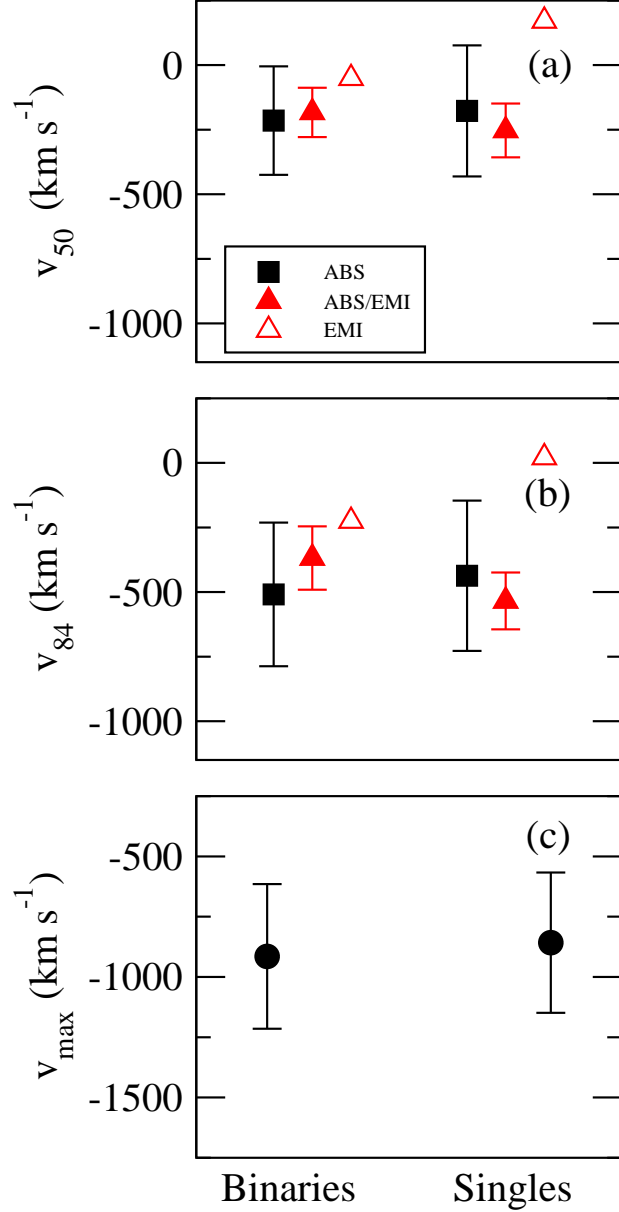 (a)
0
-500
-1000
v50 (km s-1)
ABS
ABS/EMI
EMI
(b)
0
-500
-1000
v84 (km s-1)
(c)
-500
-1000
-1500
vmax (km s-1)
Binaries Singles